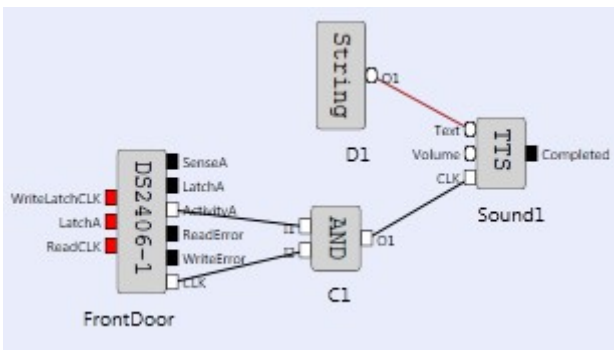 String
O1
D1
Text
Volume
CLK
TTS
Completed
Sound1
WriteLatchCLK
LatchA
ReadCLK
DS2406-1
SenseA
LatchA
ActivityA
ReadError
WriteError
CLK
FrontDoor
I1
I2
AND
O1
C1